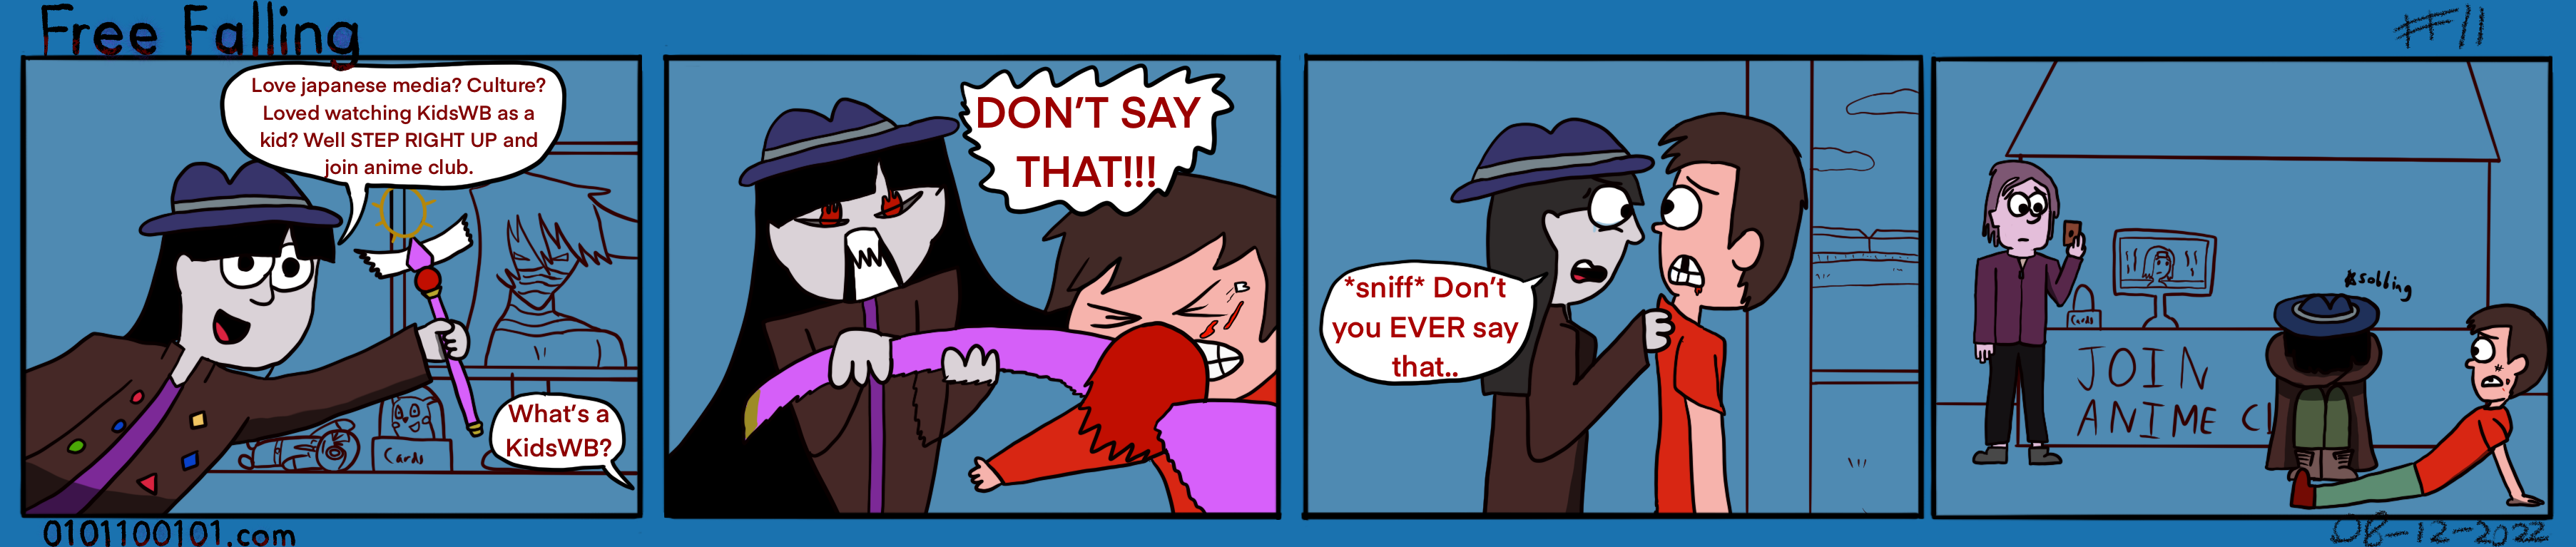 Free Falling
#11
Love japanese media? Culture?
Loved watching KidsWB as a
kid? Well STEP RIGHT UP and
join anime club.
Cards
What's a
KidsWB?
DON'T SAY
THAT!!!
*sniff* Don't
you EVER say
that..
*sobbing
Cards
JOIN
ANIME Cl
0101100101.com
08-12-2022